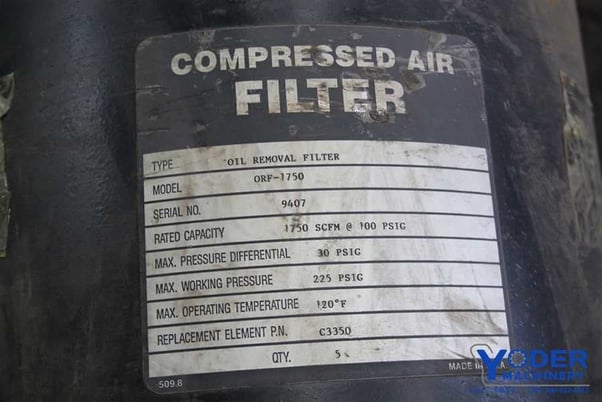 COMPRESSED AIR
FILTER
TYPE OIL REMOVAL FILTER
MODEL ORF-1750
SERIAL NO. 9407
RATED CAPACITY 1750 SCFM @ 100 PSIG
MAX. PRESSURE DIFFERENTIAL 30 PSIG
MAX. WORKING PRESSURE 225 PSIG
MAX. OPERATING TEMPERATURE 120°F
REPLACEMENT ELEMENT P.N. C3350
QTY. 5
509.8 MADE IN
YODER
MACHINERY